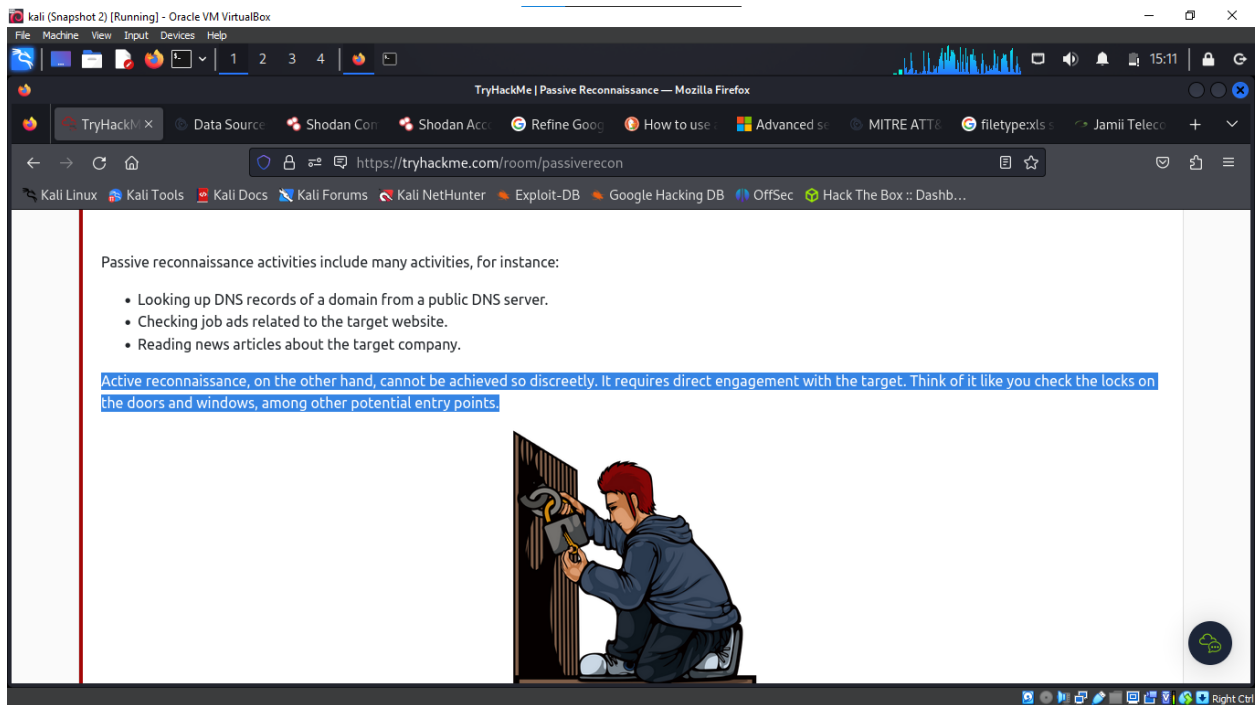 kali (Snapshot 2) [Running] - Oracle VM VirtualBox
File Machine View Input Devices Help
1 2 3 4
15:11
TryHackMe | Passive Reconnaissance — Mozilla Firefox
TryHackM
Data Source
Shodan Con
Shodan Acc
Refine Goog
How to use
Advanced se
MITRE ATT&
filetype:xls s
Jamii Teleco
https://tryhackme.com/room/passiverecon
Kali Linux
Kali Tools
Kali Docs
Kali Forums
Kali NetHunter
Exploit-DB
Google Hacking DB
OffSec
Hack The Box :: Dashb…
Passive reconnaissance activities include many activities, for instance:
• Looking up DNS records of a domain from a public DNS server.
• Checking job ads related to the target website.
• Reading news articles about the target company.
Active reconnaissance, on the other hand, cannot be achieved so discreetly. It requires direct engagement with the target. Think of it like you check the locks on
the doors and windows, among other potential entry points.
Right Ctrl